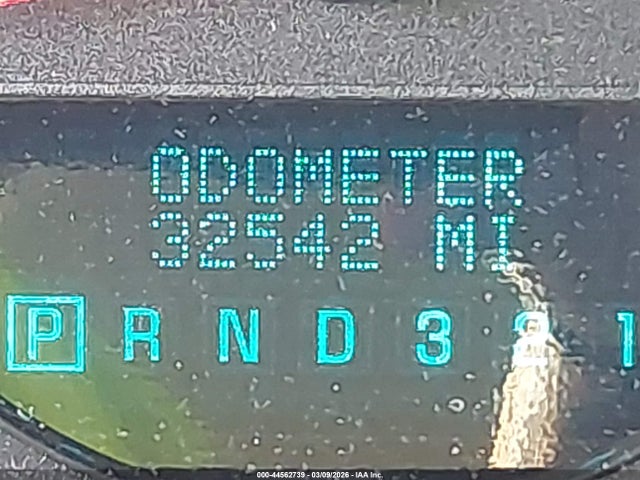 ODOMETER
32542 MI
P R N D 3 2 1
000-44562739 - 03/09/2026 - IAA Inc.